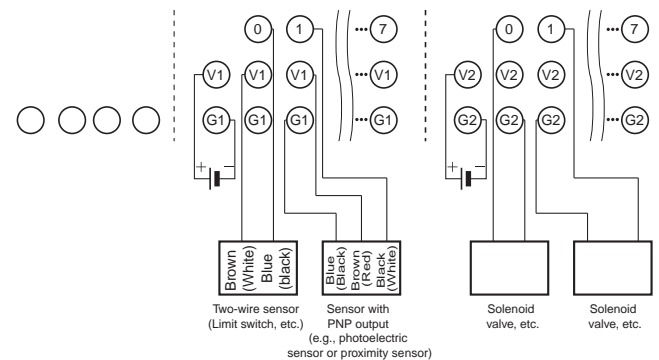 0 1 ••• 7 0 1 ••• 7
V1 V1 V1 ••• V1 V2 V2 V2 ••• V2
G1 G1 G1 ••• G1 G2 G2 G2 ••• G2
+ − + −
Brown
(White)
Blue
(black)
Blue
(Black)
Brown
(Red)
Black
(White)
Two-wire sensor
(Limit switch, etc.)
Sensor with
PNP output
(e.g., photoelectric
sensor or proximity sensor)
Solenoid
valve, etc.
Solenoid
valve, etc.